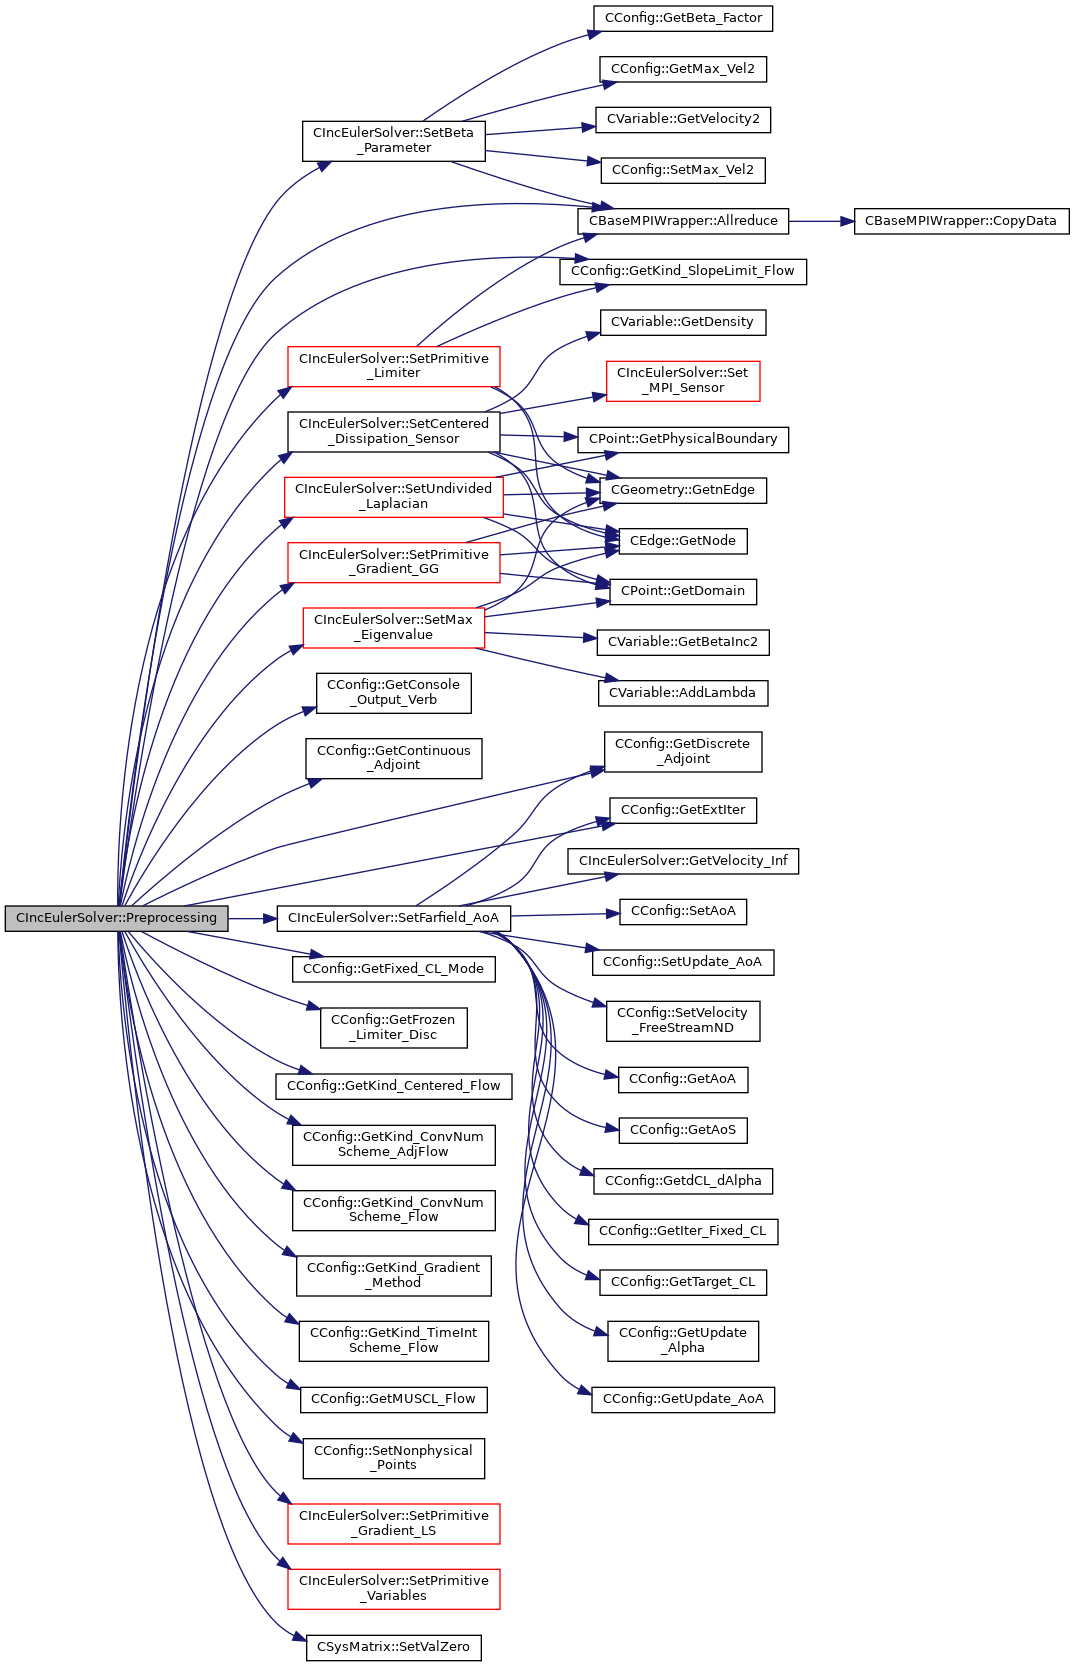 CConfig::GetBeta_Factor
CConfig::GetMax_Vel2
CVariable::GetVelocity2
CIncEulerSolver::SetBeta
_Parameter
CConfig::SetMax_Vel2
CBaseMPIWrapper::Allreduce
CBaseMPIWrapper::CopyData
CConfig::GetKind_SlopeLimit_Flow
CVariable::GetDensity
CIncEulerSolver::SetPrimitive
_Limiter
CIncEulerSolver::Set
_MPI_Sensor
CIncEulerSolver::SetCentered
_Dissipation_Sensor
CPoint::GetPhysicalBoundary
CIncEulerSolver::SetUndivided
_Laplacian
CGeometry::GetnEdge
CEdge::GetNode
CIncEulerSolver::SetPrimitive
_Gradient_GG
CPoint::GetDomain
CIncEulerSolver::SetMax
_Eigenvalue
CVariable::GetBetaInc2
CVariable::AddLambda
CConfig::GetConsole
_Output_Verb
CConfig::GetContinuous
_Adjoint
CConfig::GetDiscrete
_Adjoint
CConfig::GetExtIter
CIncEulerSolver::GetVelocity_Inf
CIncEulerSolver::Preprocessing
CIncEulerSolver::SetFarfield_AoA
CConfig::SetAoA
CConfig::GetFixed_CL_Mode
CConfig::SetUpdate_AoA
CConfig::GetFrozen
_Limiter_Disc
CConfig::SetVelocity
_FreeStreamND
CConfig::GetKind_Centered_Flow
CConfig::GetAoA
CConfig::GetKind_ConvNum
Scheme_AdjFlow
CConfig::GetAoS
CConfig::GetdCL_dAlpha
CConfig::GetKind_ConvNum
Scheme_Flow
CConfig::GetIter_Fixed_CL
CConfig::GetKind_Gradient
_Method
CConfig::GetTarget_CL
CConfig::GetKind_TimeInt
Scheme_Flow
CConfig::GetUpdate
_Alpha
CConfig::GetMUSCL_Flow
CConfig::GetUpdate_AoA
CConfig::SetNonphysical
_Points
CIncEulerSolver::SetPrimitive
_Gradient_LS
CIncEulerSolver::SetPrimitive
_Variables
CSysMatrix::SetValZero